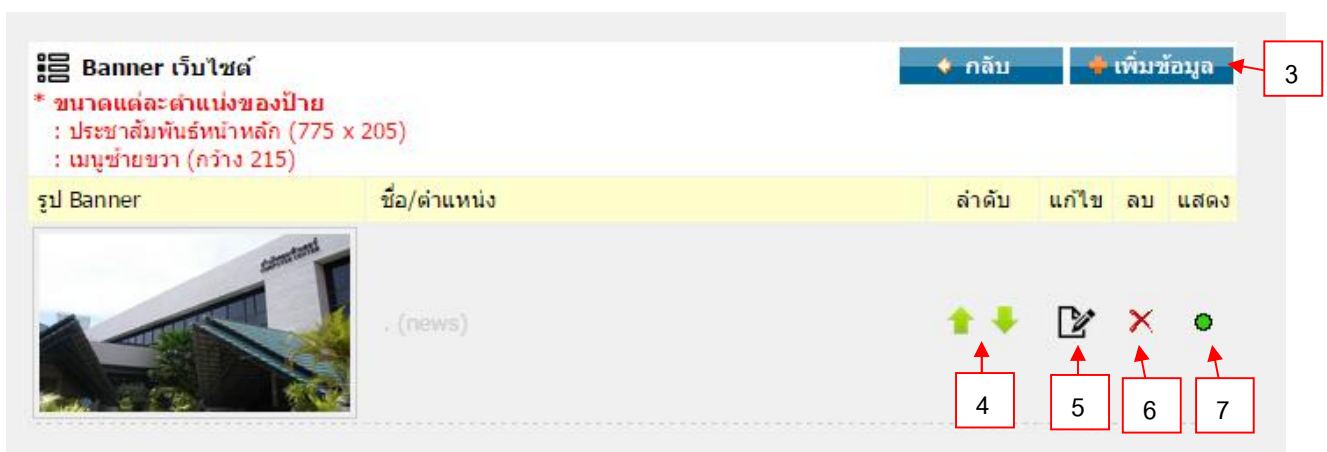 Banner เว็บไซต์
กลับ
เพิ่มข้อมูล
3
* ขนาดแต่ละตำแหน่งของป้าย
: ประชาสัมพันธ์หน้าหลัก (775 x 205)
: เมนูซ้ายขวา (กว้าง 215)
รูป Banner ชื่อ/ตำแหน่ง ลำดับ แก้ไข ลบ แสดง
COMPUTER CENTER
. (news)
4 5 6 7